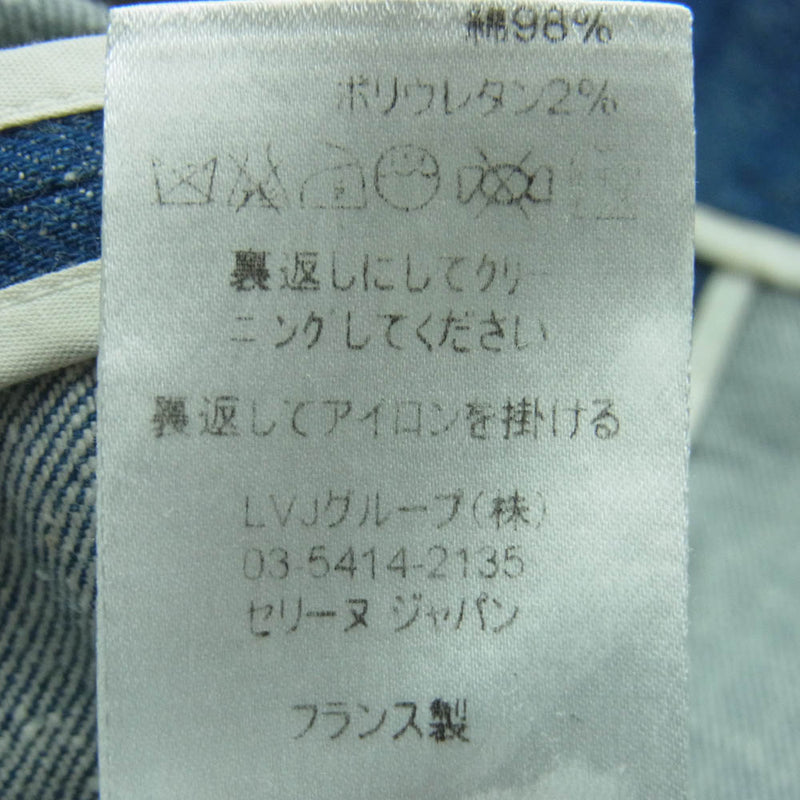 綿98%
ポリウレタン2%
裏返しにしてクリー
ニングしてください
裏返してアイロンを掛ける
LVJグループ(株)
03-5414-2135
セリーヌ ジャパン
フランス製